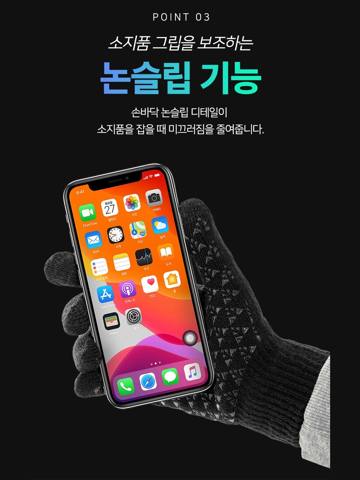 POINT 03
소지품 그립을 보조하는
논슬립 기능
손바닥 논슬립 디테일이
소지품을 잡을 때 미끄러짐을 줄여줍니다.
27